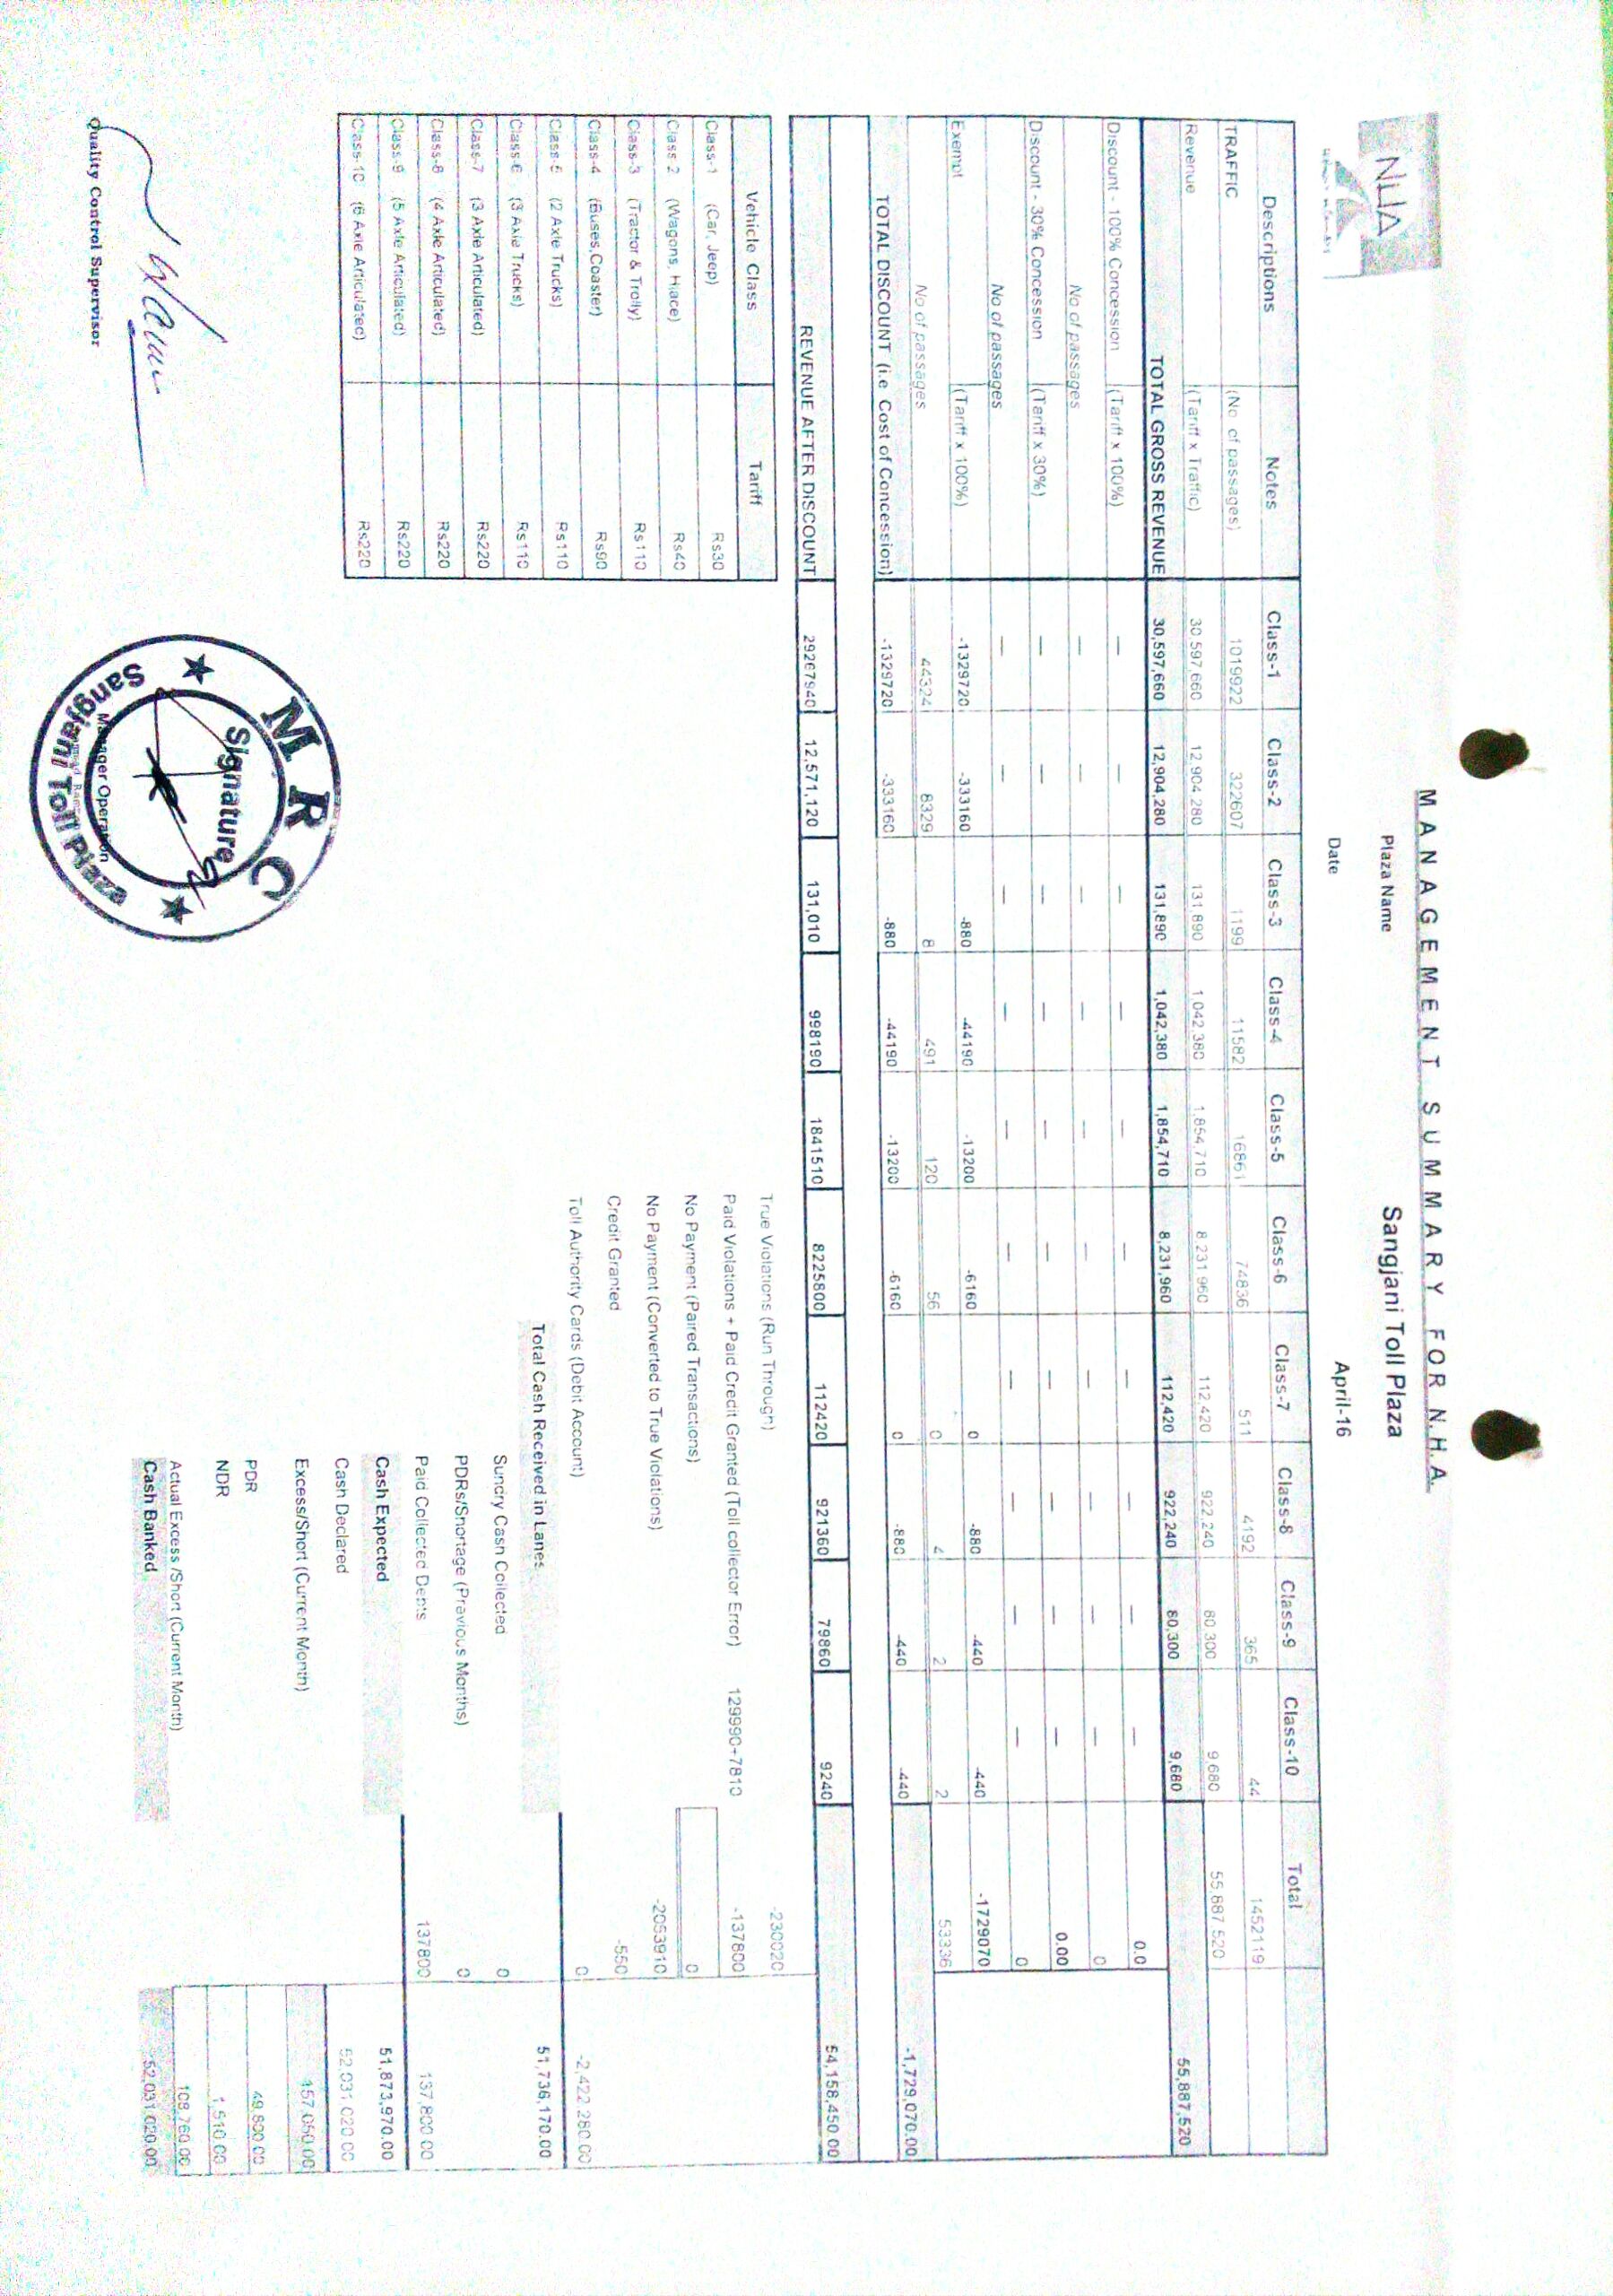 MANAGEMENT SUMMARY FOR N.H.A.
NHA
Plaza Name Sangjani Toll Plaza
Date April-16
Descriptions Notes Class-1 Class-2 Class-3 Class-4 Class-5 Class-6 Class-7 Class-8 Class-9 Class-10 Total
TRAFFIC (No of passages) 1019922 322607 1199 11582 16861 74836 511 4192 365 44 1452119
Revenue (Tariff x Traffic) 30,597,660 12,904,280 131,890 1,042,380 1,854,710 8,231,960 112,420 922,240 80,300 9,680 55,887,520
TOTAL GROSS REVENUE 30,597,660 12,904,280 131,890 1,042,380 1,854,710 8,231,960 112,420 922,240 80,300 9,680 55,887,520
Discount - 100% Concession (Tariff x 100%) — — — — — — — — — — 0.0
No of passages — — — — — — — — — — 0
Discount - 30% Concession (Tariff x 30%) — — — — — — — — — — 0.00
No of passages — — — — — — — — — — 0
Exempt (Tariff x 100%) -1329720 -333160 -880 -44190 -13200 -6160 0 -880 -440 -440 -1729070
No of passages 44324 8329 8 491 120 56 0 4 2 2 53336
TOTAL DISCOUNT (i.e Cost of Concession) -1329720 -333160 -880 -44190 -13200 -6160 0 -880 -440 -440 -1,729,070.00
REVENUE AFTER DISCOUNT 29267940 12,571,120 131,010 998190 1841510 8225800 112420 921360 79860 9240 54,158,450.00
Vehicle Class Tariff
Class-1 (Car, Jeep) Rs30
Class 2 (Wagons, Hiace) Rs40
Class-3 (Tractor & Trolly) Rs110
Class-4 (Buses,Coaster) Rs90
Class-5 (2 Axle Trucks) Rs110
Class-6 (3 Axle Trucks) Rs110
Class-7 (3 Axle Articulated) Rs220
Class-8 (4 Axle Articulated) Rs220
Class-9 (5 Axle Articulated) Rs220
Class-10 (6 Axle Articulated) Rs220
True Violations (Run Through) -230020
Paid Violations + Paid Credit Granted (Toll collector Error) 129990+7810 -137800
No Payment (Paired Transactions) 0
No Payment (Converted to True Violations) -2053910
Credit Granted -550
Toll Authority Cards (Debit Account) 0 -2,422,280.00
Total Cash Received in Lanes 51,736,170.00
Sundry Cash Collected 0
PDRs/Shortage (Previous Months) 0
Paid Collected Debts 137800 137,800.00
Cash Expected 51,873,970.00
Cash Declared 52,031,020.00
Excess/Short (Current Month) 157,050.00
PDR 49,800.00
NDR 1,510.00
Actual Excess /Short (Current Month) 108,760.00
Cash Banked 52,031,020.00
Quality Control Supervisor
MRC
Signature
Manager Operation
Sangjani Toll Plaza